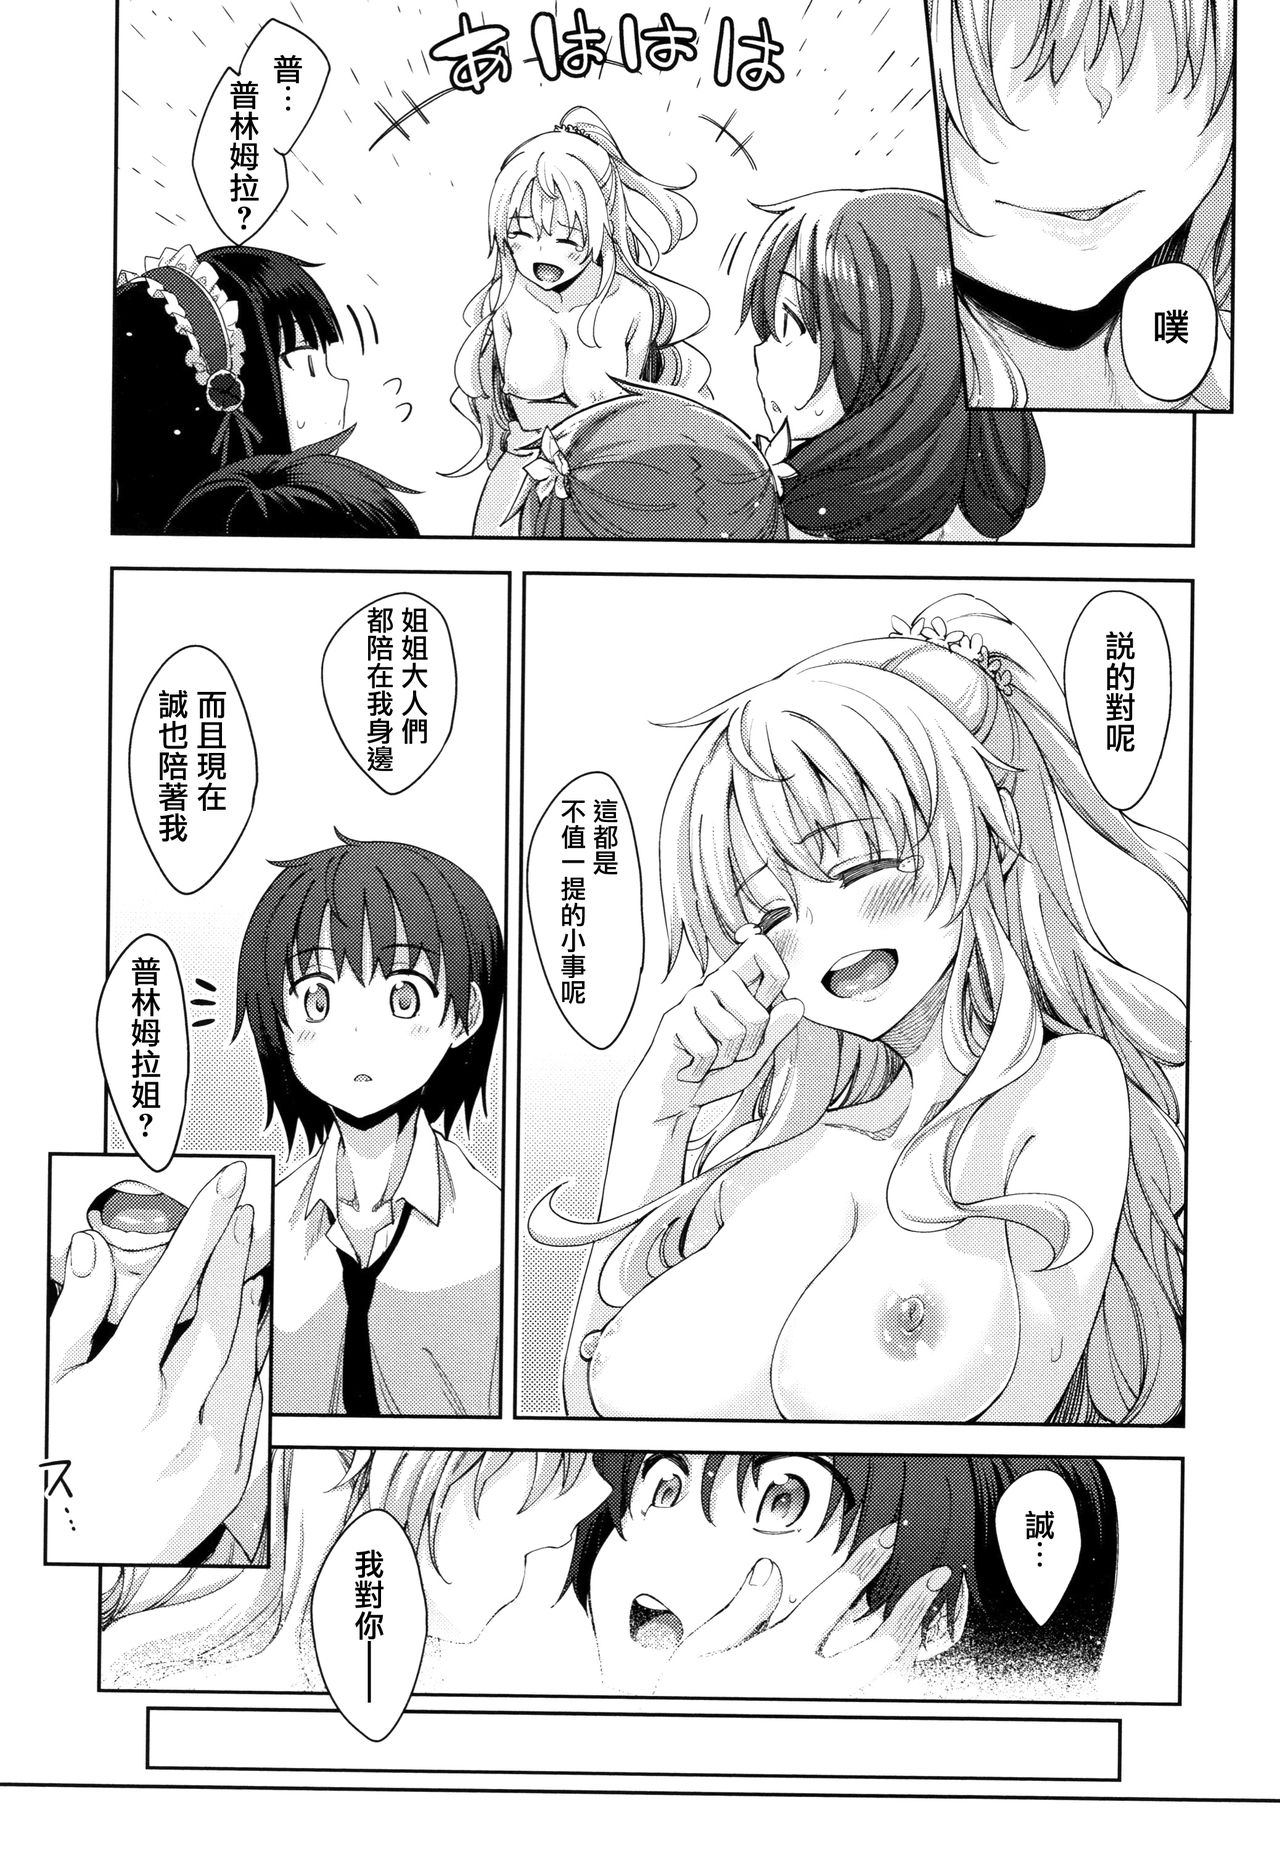 噗
あはははは
普…
普林姆拉？
説的對呢
這都是
不值一提的小事呢
姐姐大人們
都陪在我身邊
而且現在
誠也陪著我
普林姆拉姐？
ス…
誠…
我對你──